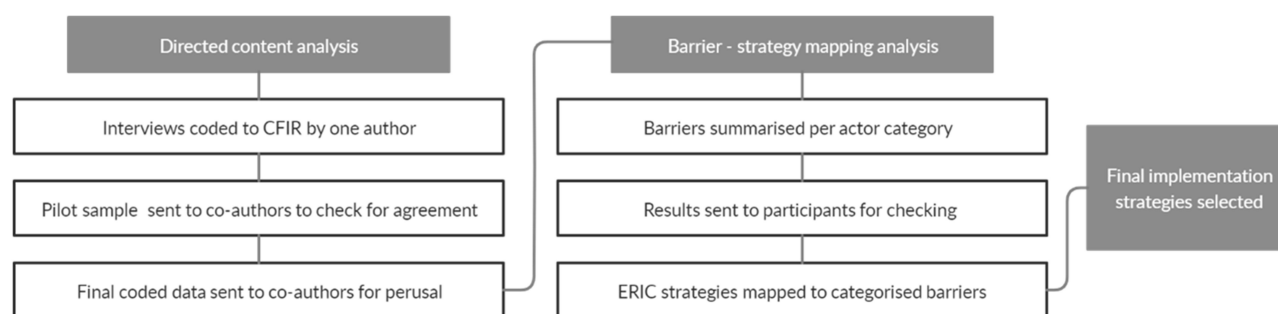 Directed content analysis
Interviews coded to CFIR by one author
Pilot sample sent to co-authors to check for agreement
Final coded data sent to co-authors for perusal
Barrier - strategy mapping analysis
Barriers summarised per actor category
Results sent to participants for checking
ERIC strategies mapped to categorised barriers
Final implementation
strategies selected